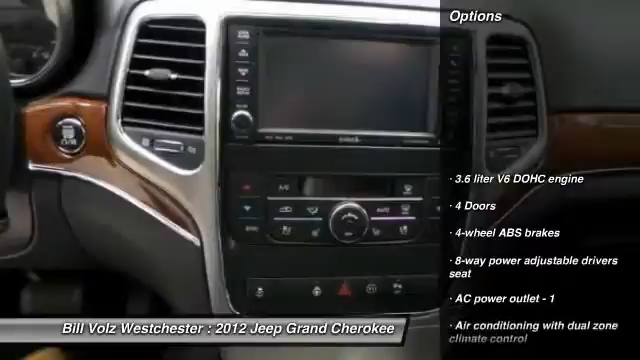 Options
· 3.6 liter V6 DOHC engine
· 4 Doors
· 4-wheel ABS brakes
· 8-way power adjustable drivers
seat
· AC power outlet - 1
· Air conditioning with dual zone
climate control
Bill Volz Westchester : 2012 Jeep Grand Cherokee